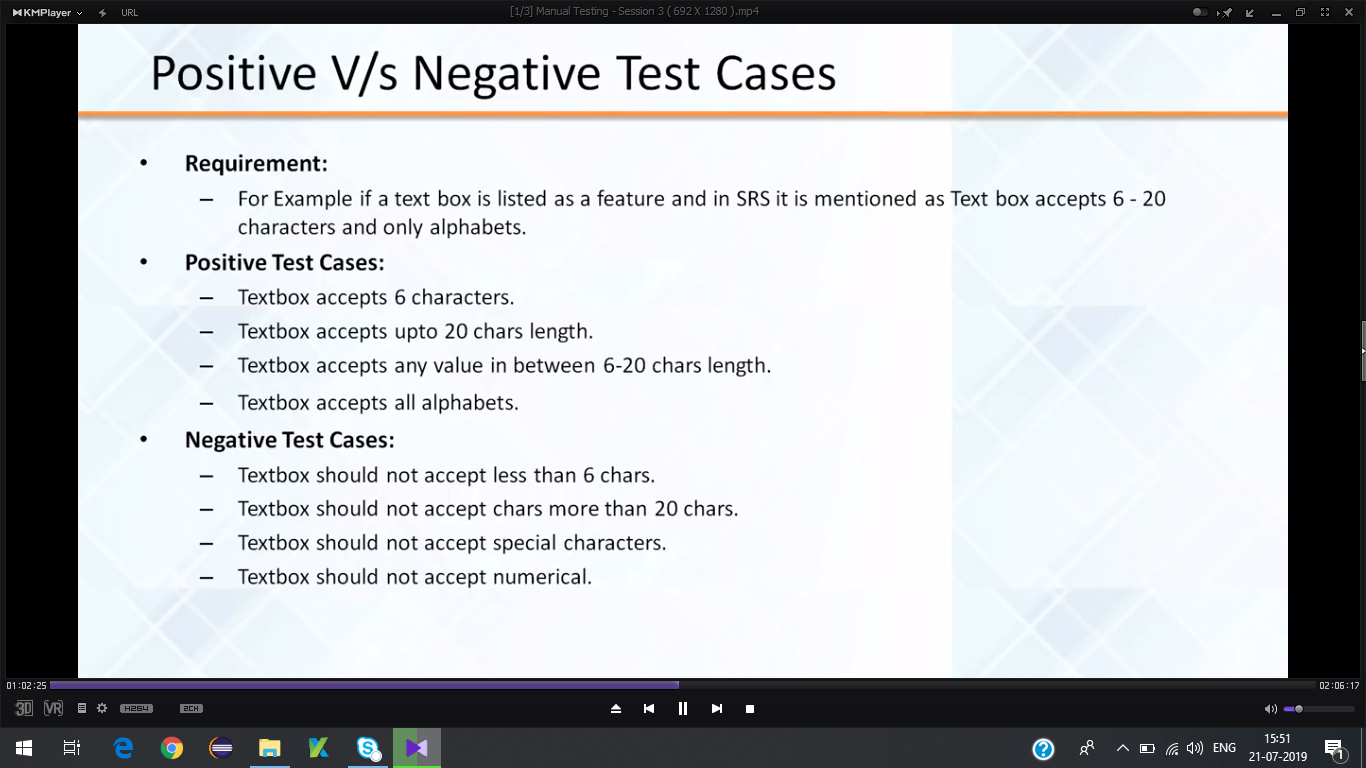 KMPlayer
URL
[1/3] Manual Testing - Session 3 ( 692 X 1280 ).mp4
Positive V/s Negative Test Cases
• Requirement:
– For Example if a text box is listed as a feature and in SRS it is mentioned as Text box accepts 6 - 20
characters and only alphabets.
• Positive Test Cases:
– Textbox accepts 6 characters.
– Textbox accepts upto 20 chars length.
– Textbox accepts any value in between 6-20 chars length.
– Textbox accepts all alphabets.
• Negative Test Cases:
– Textbox should not accept less than 6 chars.
– Textbox should not accept chars more than 20 chars.
– Textbox should not accept special characters.
– Textbox should not accept numerical.
01:02:25
02:06:17
3D VR H264 2CH
ENG
15:51
21-07-2019
1